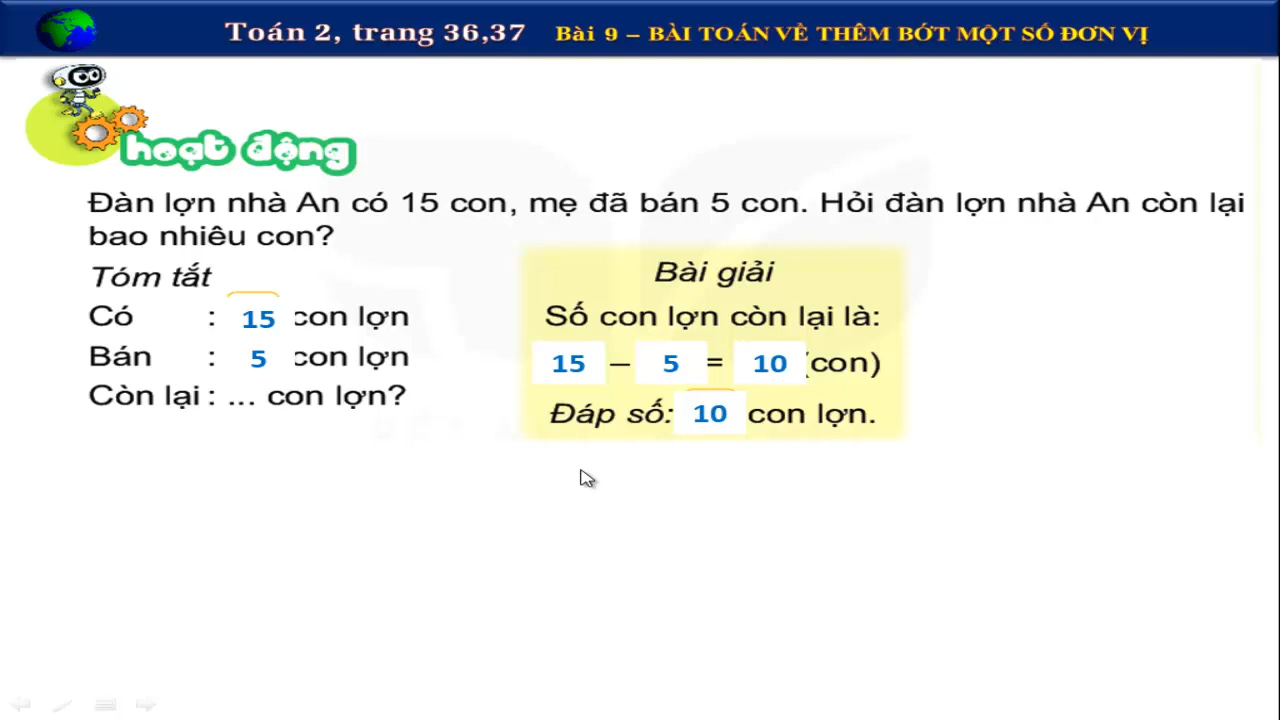 Toán 2, trang 36,37 Bài 9 – BÀI TOÁN VỀ THÊM BỚT MỘT SỐ ĐƠN VỊ
hoạt động
Đàn lợn nhà An có 15 con, mẹ đã bán 5 con. Hỏi đàn lợn nhà An còn lại
bao nhiêu con?
Tóm tắt
Có : 15 con lợn
Bán : 5 con lợn
Còn lại : ... con lợn?
Bài giải
Số con lợn còn lại là:
15 – 5 = 10 (con)
Đáp số: 10 con lợn.